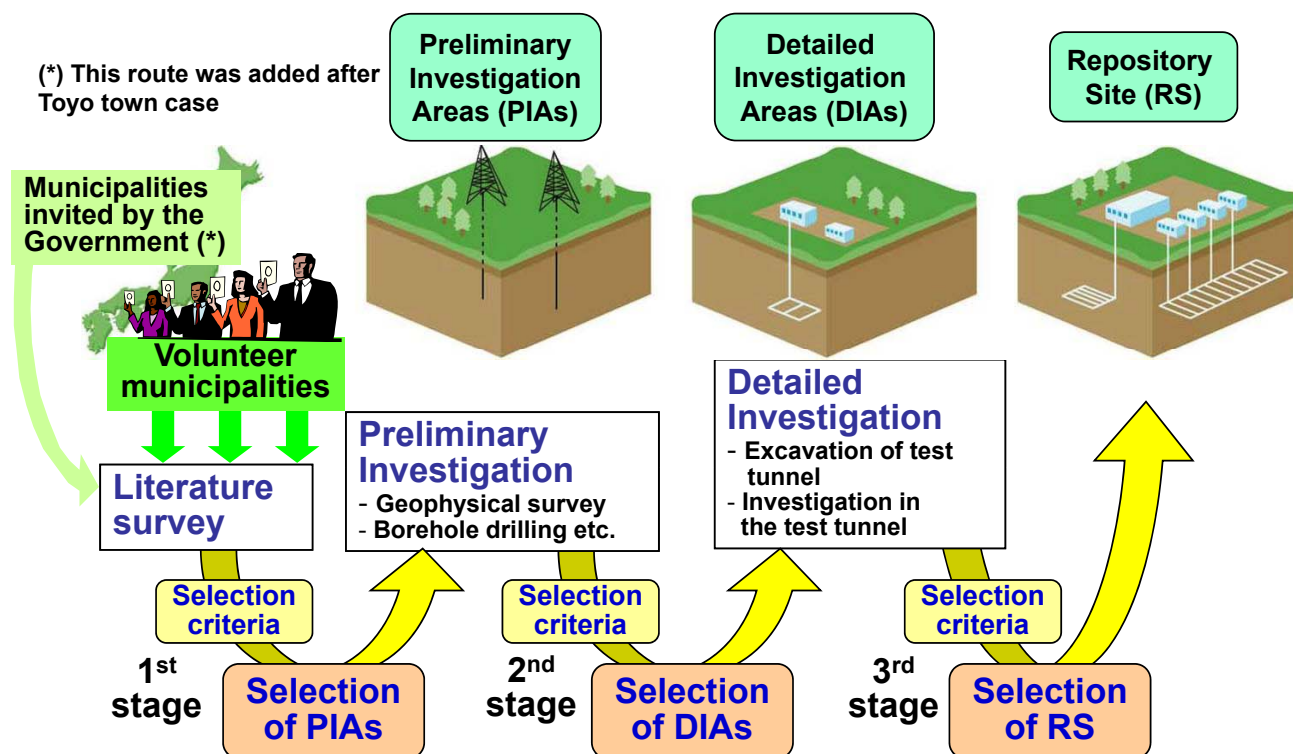 (*) This route was added after
Toyo town case
Preliminary
Investigation
Areas (PIAs)
Detailed
Investigation
Areas (DIAs)
Repository
Site (RS)
Municipalities
invited by the
Government (*)
Volunteer
municipalities
Literature
survey
Preliminary
Investigation
- Geophysical survey
- Borehole drilling etc.
Detailed
Investigation
- Excavation of test
tunnel
- Investigation in
the test tunnel
Selection
criteria
Selection
criteria
Selection
criteria
1st
stage
Selection
of PIAs
2nd
stage
Selection
of DIAs
3rd
stage
Selection
of RS